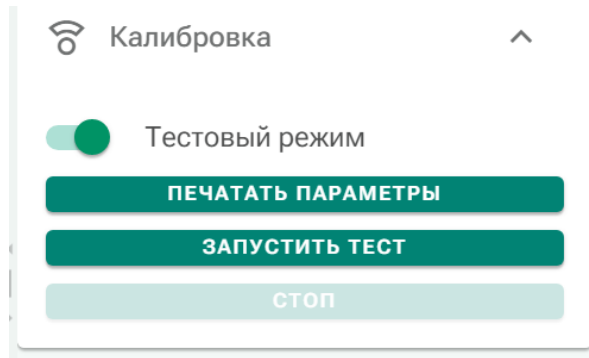 Калибровка
Тестовый режим
ПЕЧАТАТЬ ПАРАМЕТРЫ
ЗАПУСТИТЬ ТЕСТ
СТОП